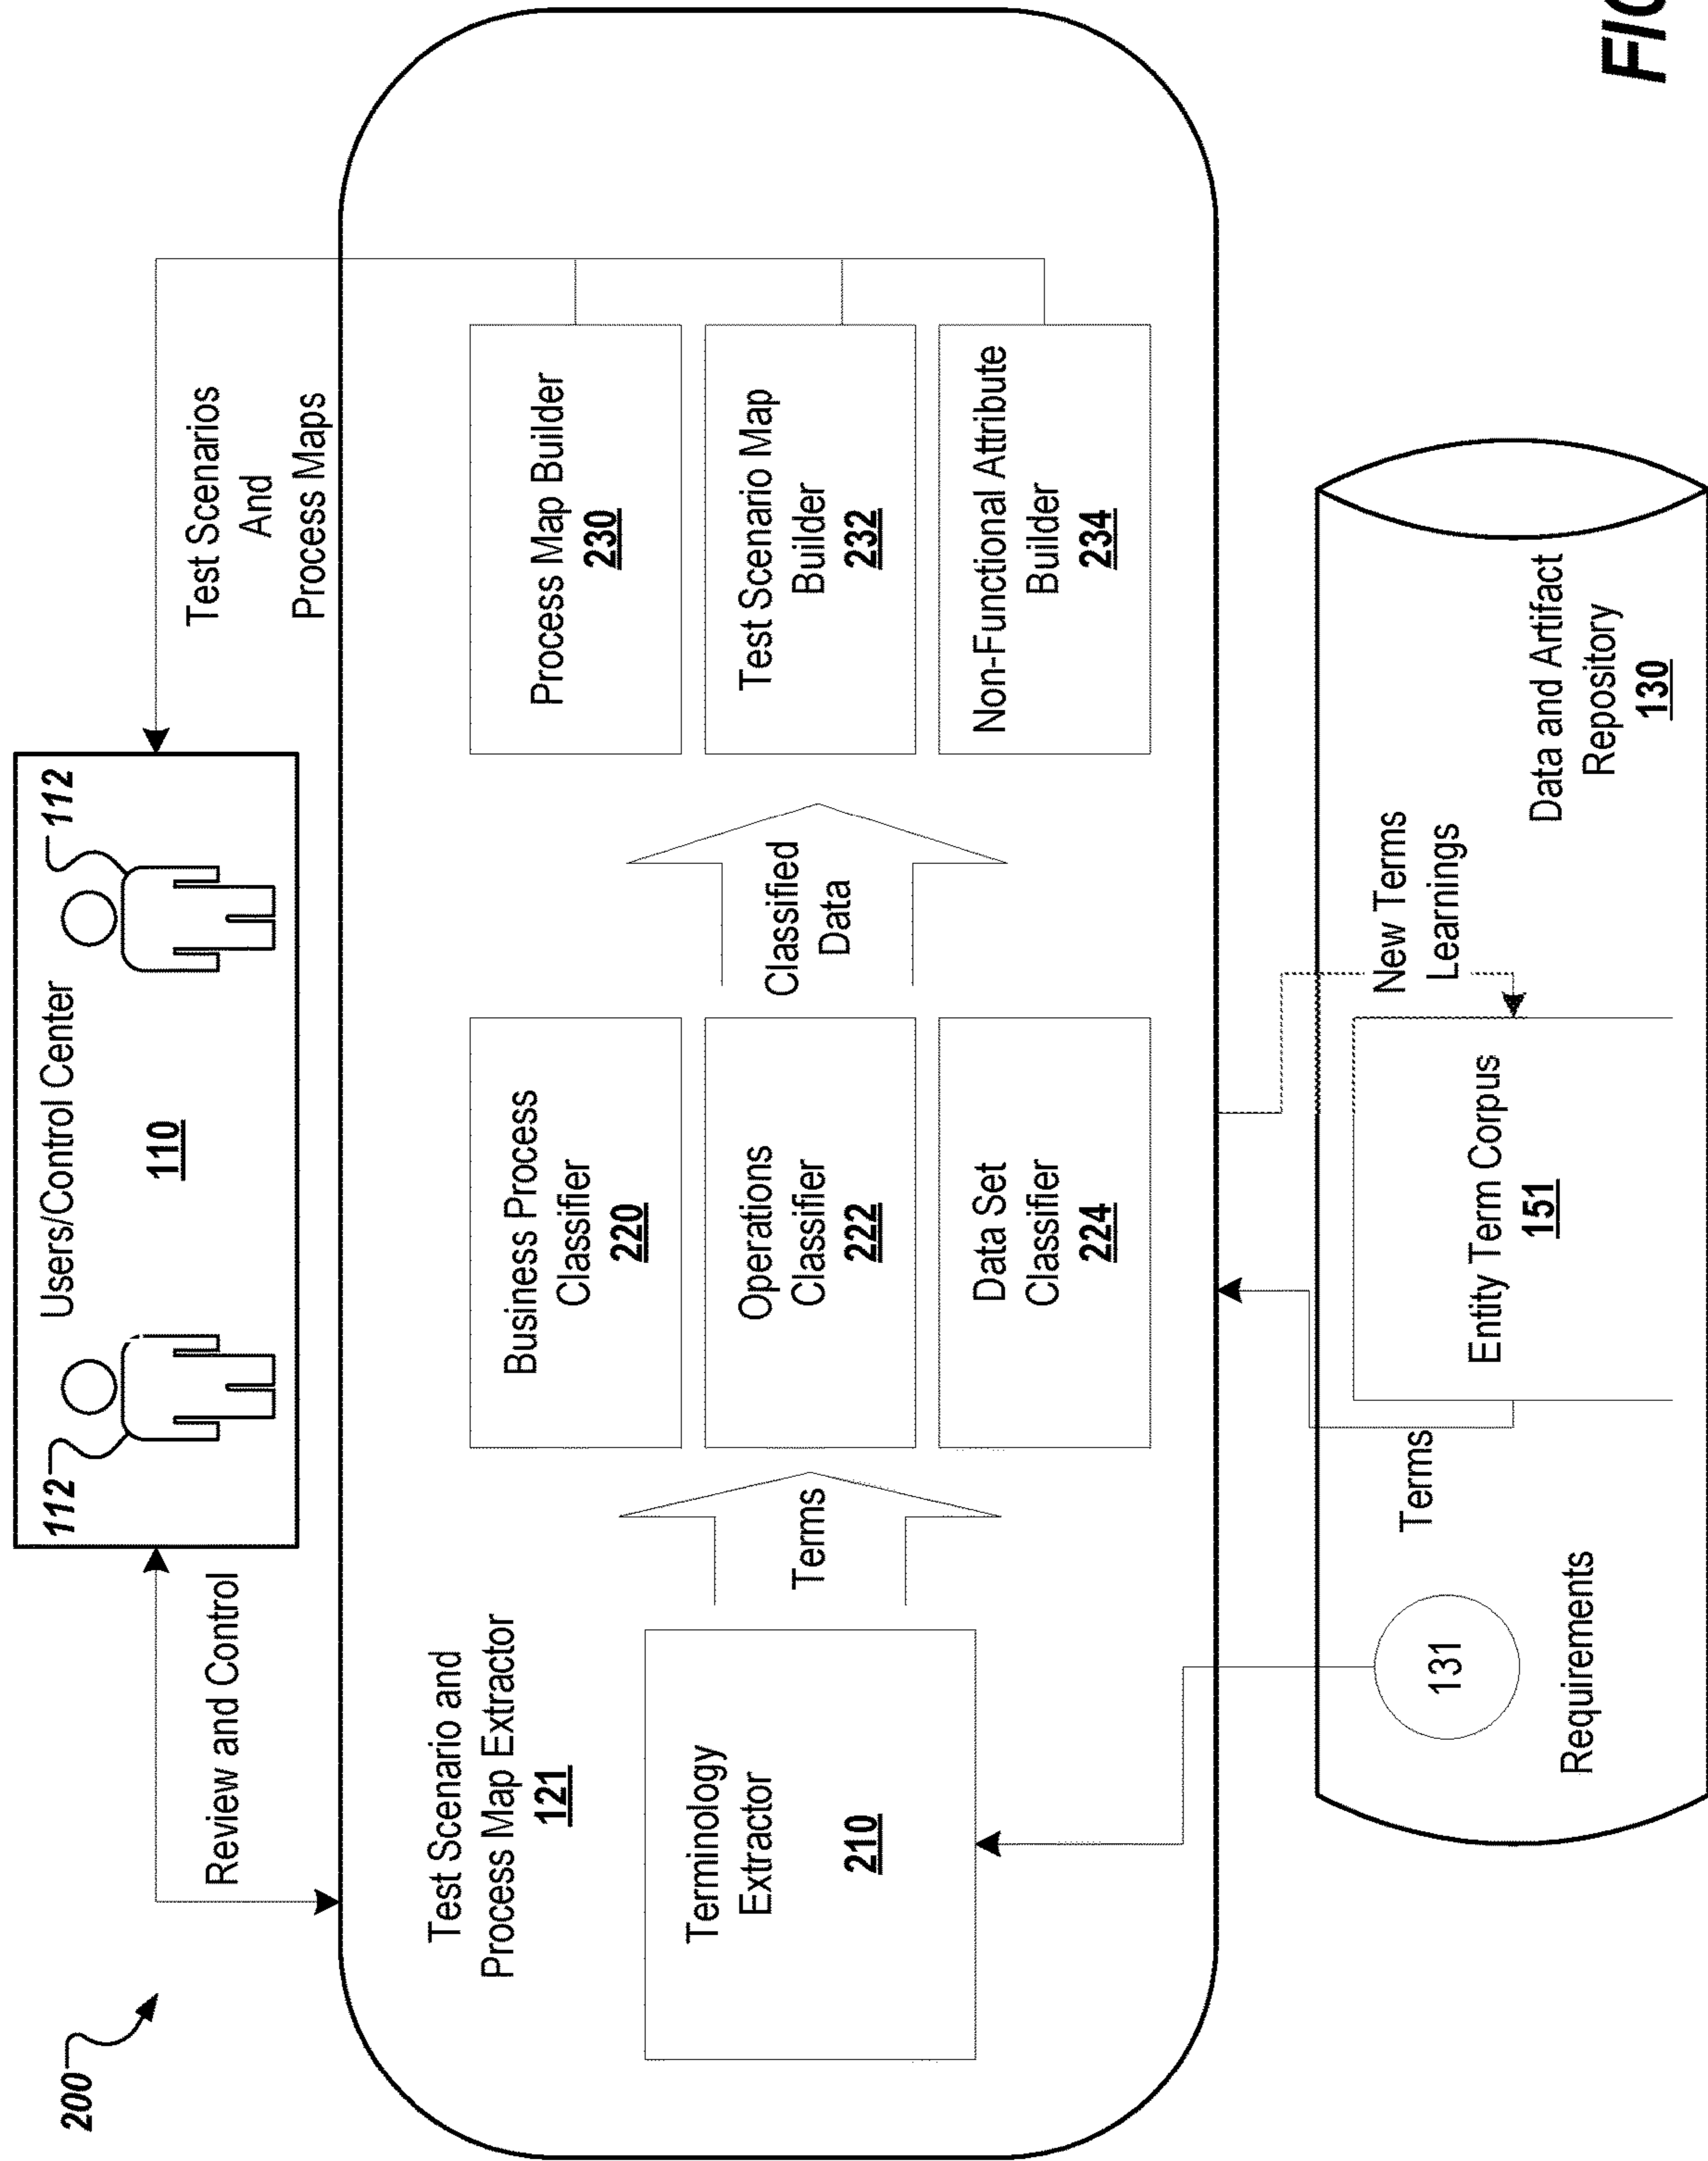 200
Review and Control
112
Users/Control Center
110
112
Test Scenarios
And
Process Maps
Test Scenario and
Process Map Extractor
121
Terminology
Extractor
210
Terms
Business Process
Classifier
220
Operations
Classifier
222
Data Set
Classifier
224
Classified
Data
Process Map Builder
230
Test Scenario Map
Builder
232
Non-Functional Attribute
Builder
234
131
Requirements
Terms
Entity Term Corpus
151
New Terms
Learnings
Data and Artifact
Repository
130